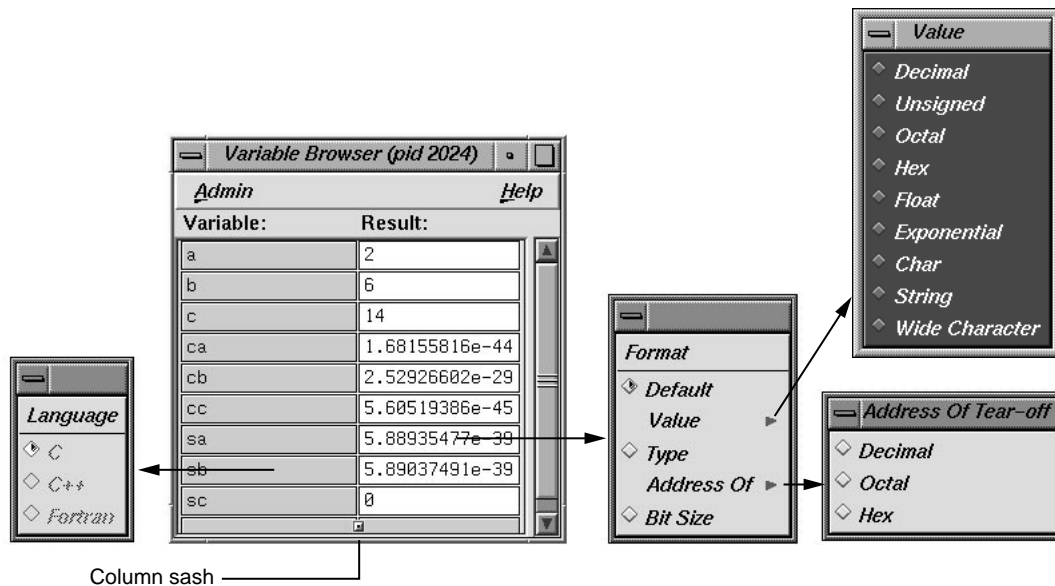 Value
Decimal
Unsigned
Octal
Hex
Float
Exponential
Char
String
Wide Character
Variable Browser (pid 2024)
Admin Help
Variable: Result:
a 2
b 6
c 14
ca 1.68155816e-44
cb 2.52926602e-29
cc 5.60519386e-45
sa 5.88935477e-39
sb 5.89037491e-39
sc 0
Language
C
C++
Fortran
Format
Default
Value
Type
Address Of
Bit Size
Address Of Tear-off
Decimal
Octal
Hex
Column sash